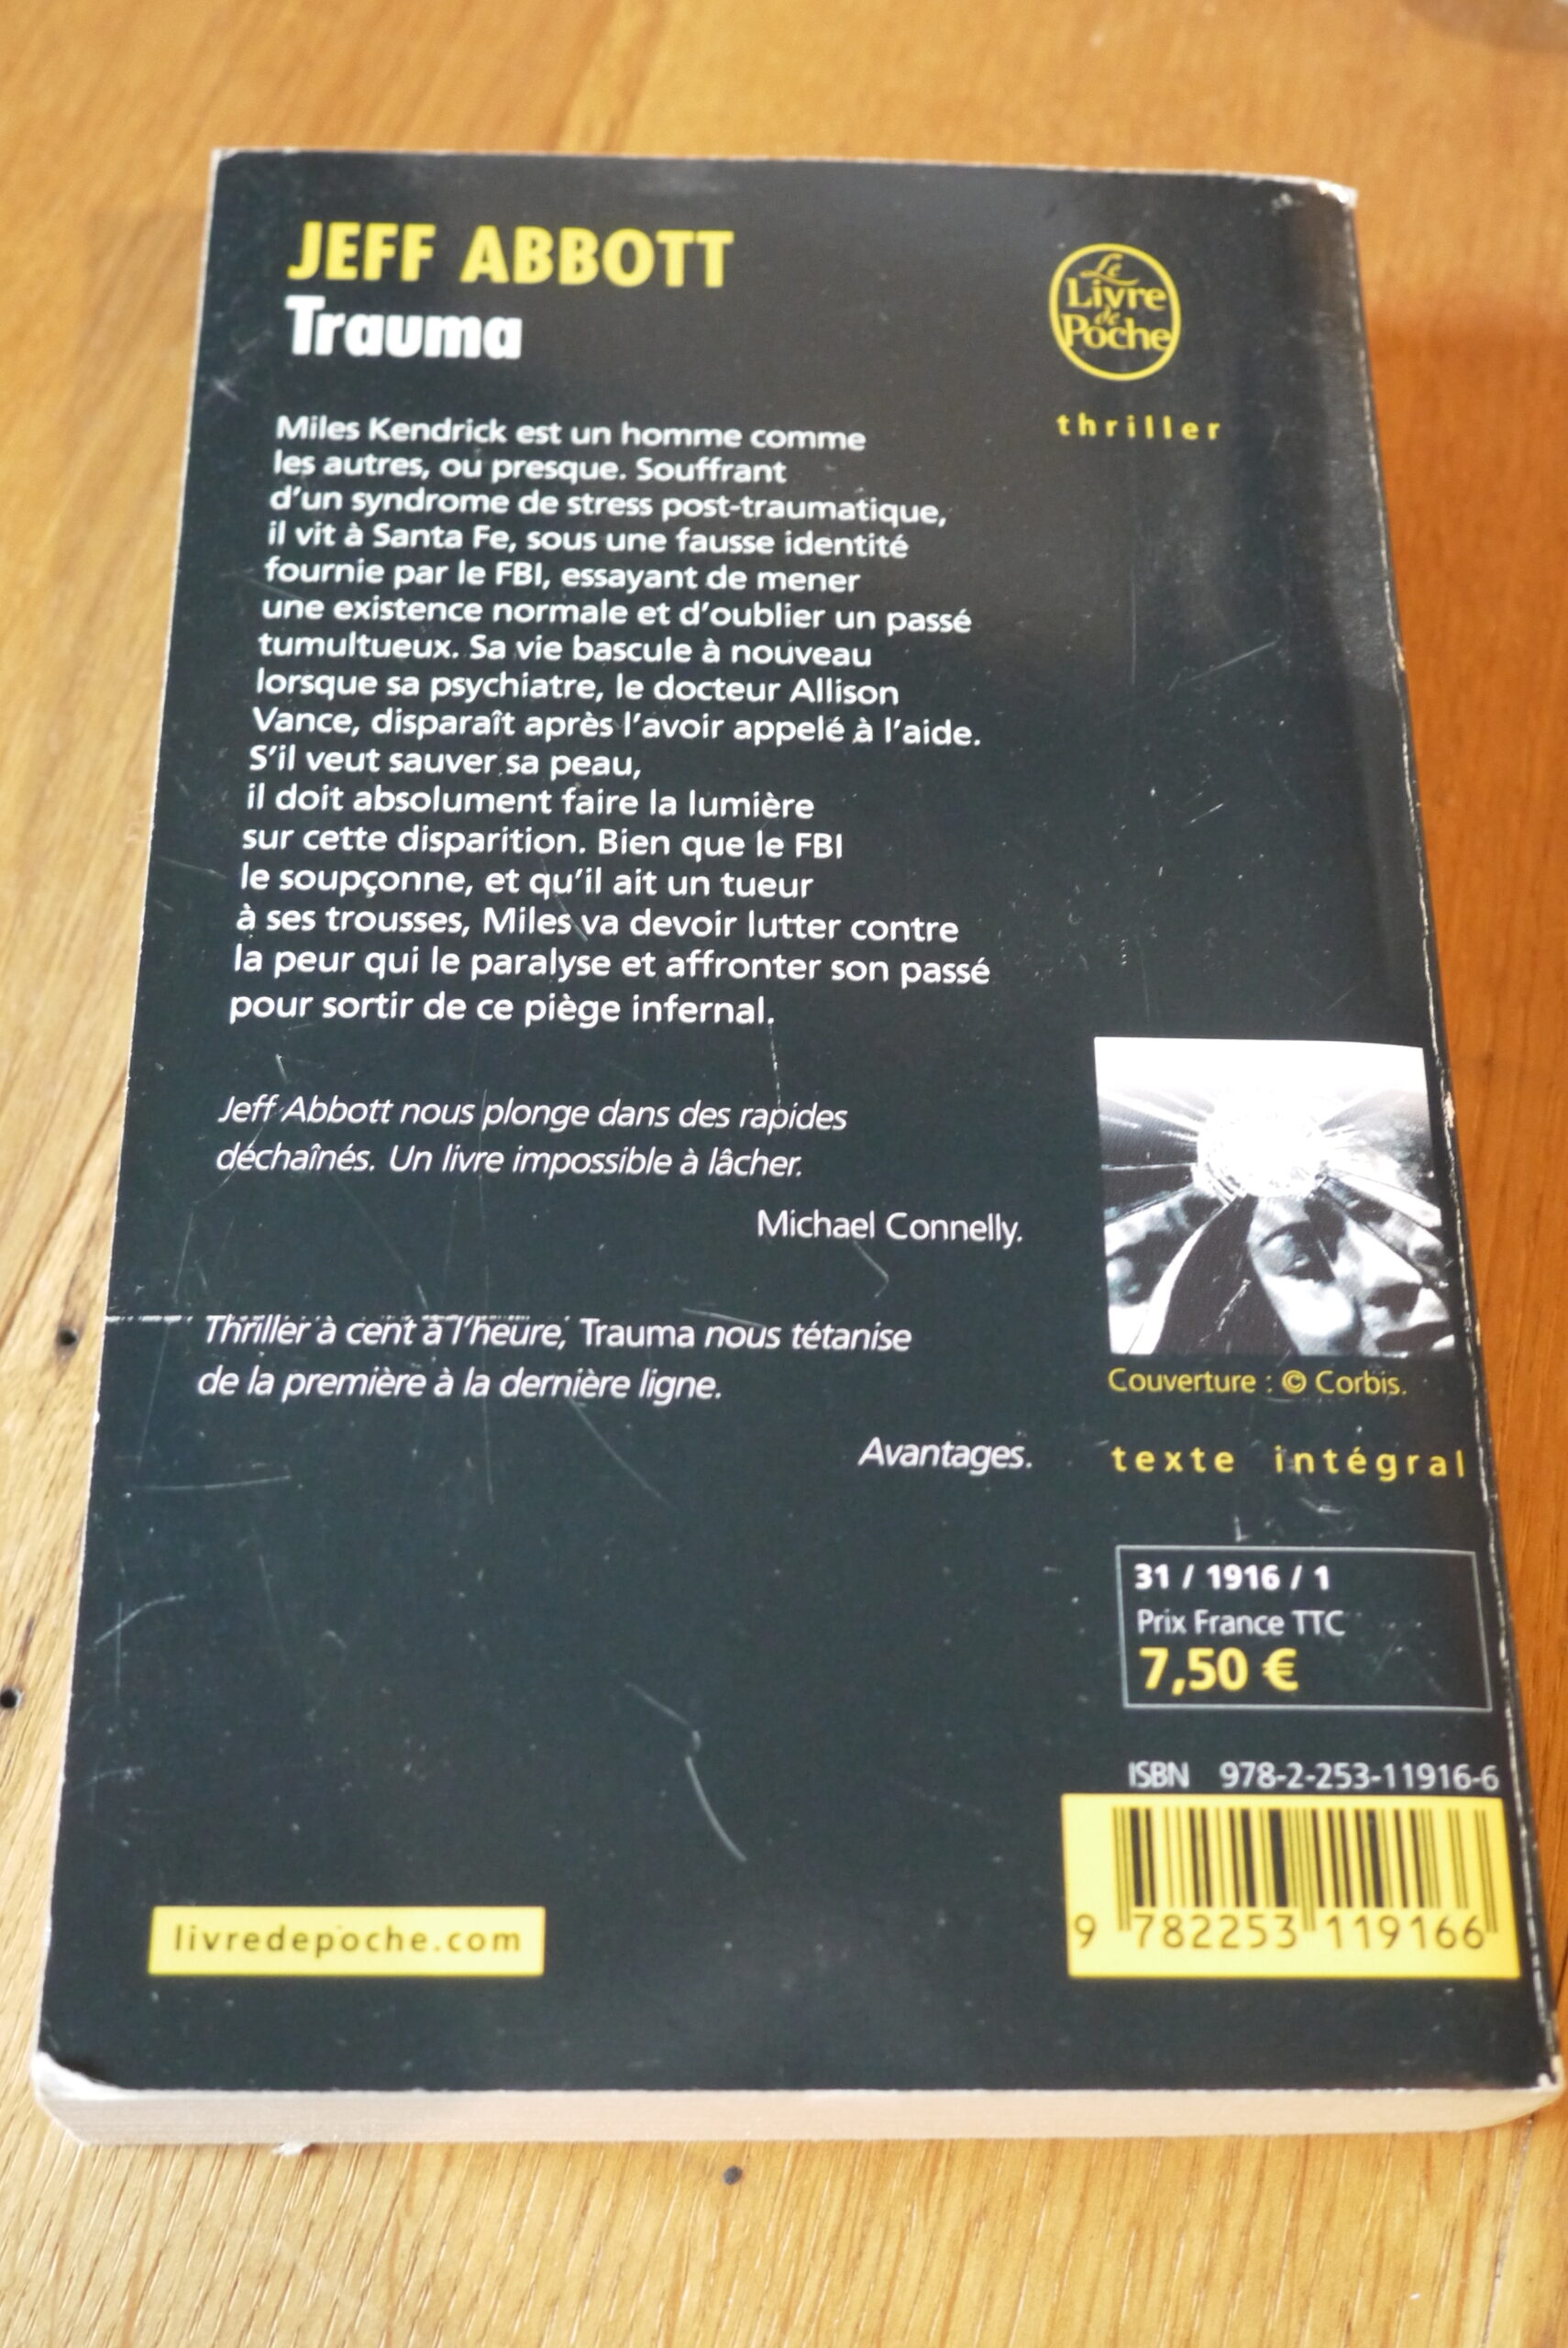 JEFF ABBOTT
Trauma
Le
Livre
de
Poche
thriller
Miles Kendrick est un homme comme
les autres, ou presque. Souffrant
d'un syndrome de stress post-traumatique,
il vit à Santa Fe, sous une fausse identité
fournie par le FBI, essayant de mener
une existence normale et d'oublier un passé
tumultueux. Sa vie bascule à nouveau
lorsque sa psychiatre, le docteur Allison
Vance, disparaît après l'avoir appelé à l'aide.
S'il veut sauver sa peau,
il doit absolument faire la lumière
sur cette disparition. Bien que le FBI
le soupçonne, et qu'il ait un tueur
à ses trousses, Miles va devoir lutter contre
la peur qui le paralyse et affronter son passé
pour sortir de ce piège infernal.
Jeff Abbott nous plonge dans des rapides
déchaînés. Un livre impossible à lâcher.
Michael Connelly.
Thriller à cent à l'heure, Trauma nous tétanise
de la première à la dernière ligne.
Avantages.
Couverture : © Corbis.
texte intégral
31 / 1916 / 1
Prix France TTC
7,50 €
ISBN 978-2-253-11916-6
9 782253 119166
livredepoche.com